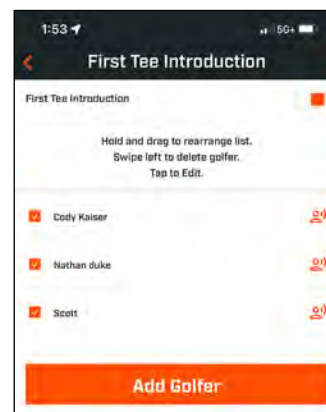 1:53
5G+
First Tee Introduction
First Tee Introduction
Hold and drag to rearrange list.
Swipe left to delete golfer.
Tap to Edit.
Cody Kaiser
Nathan duke
Scott
Add Golfer